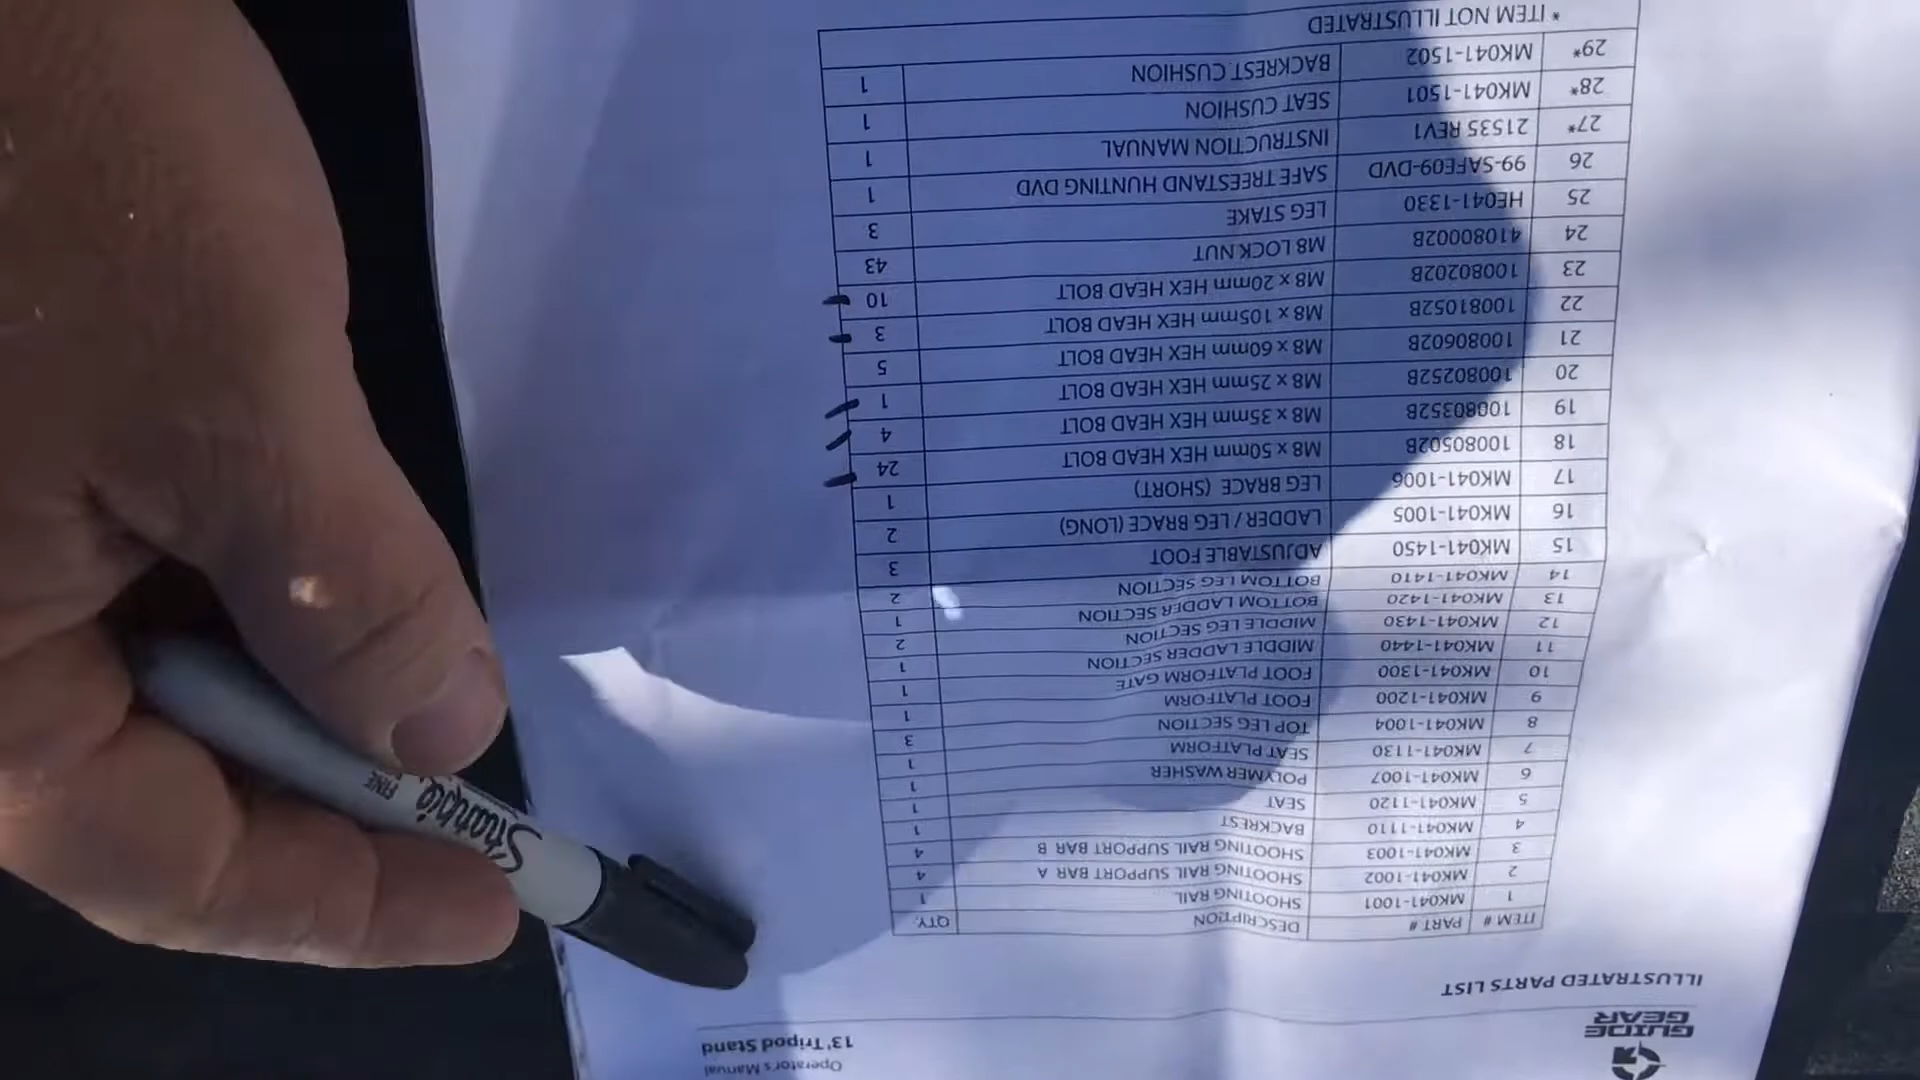 Operator's Manual
13' Tripod Stand
GUIDE
GEAR
ILLUSTRATED PARTS LIST
ITEM # PART # DESCRIPTION QTY.
1 MK041-1001 SHOOTING RAIL 1
2 MK041-1002 SHOOTING RAIL SUPPORT BAR A 4
3 MK041-1003 SHOOTING RAIL SUPPORT BAR B 4
4 MK041-1110 BACKREST 1
5 MK041-1120 SEAT 1
6 MK041-1007 POLYMER WASHER 1
7 MK041-1130 SEAT PLATFORM 1
8 MK041-1004 TOP LEG SECTION 3
9 MK041-1200 FOOT PLATFORM 1
10 MK041-1300 FOOT PLATFORM GATE 1
11 MK041-1440 MIDDLE LADDER SECTION 1
12 MK041-1430 MIDDLE LEG SECTION 2
13 MK041-1420 BOTTOM LADDER SECTION 1
14 MK041-1410 BOTTOM LEG SECTION 2
15 MK041-1450 ADJUSTABLE FOOT 3
16 MK041-1005 LADDER / LEG BRACE (LONG) 2
17 MK041-1006 LEG BRACE (SHORT) 1
18 10080502B M8 x 50mm HEX HEAD BOLT 24
19 10080352B M8 x 35mm HEX HEAD BOLT 4
20 10080252B M8 x 25mm HEX HEAD BOLT 1
21 10080602B M8 x 60mm HEX HEAD BOLT 5
22 10081052B M8 x 105mm HEX HEAD BOLT 3
23 10080202B M8 x 20mm HEX HEAD BOLT 10
24 41080002B M8 LOCK NUT 43
25 HE041-1330 LEG STAKE 3
26 99-SAFE09-DVD SAFE TREESTAND HUNTING DVD 1
27* 21535 REV1 INSTRUCTION MANUAL 1
28* MK041-1501 SEAT CUSHION 1
29* MK041-1502 BACKREST CUSHION 1
* ITEM NOT ILLUSTRATED
Sharpie
FINE